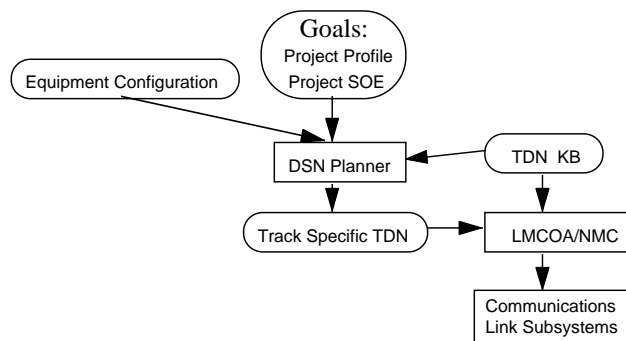 Goals:
Project Profile
Project SOE
Equipment Configuration
DSN Planner
TDN KB
Track Specific TDN
LMCOA/NMC
Communications
Link Subsystems